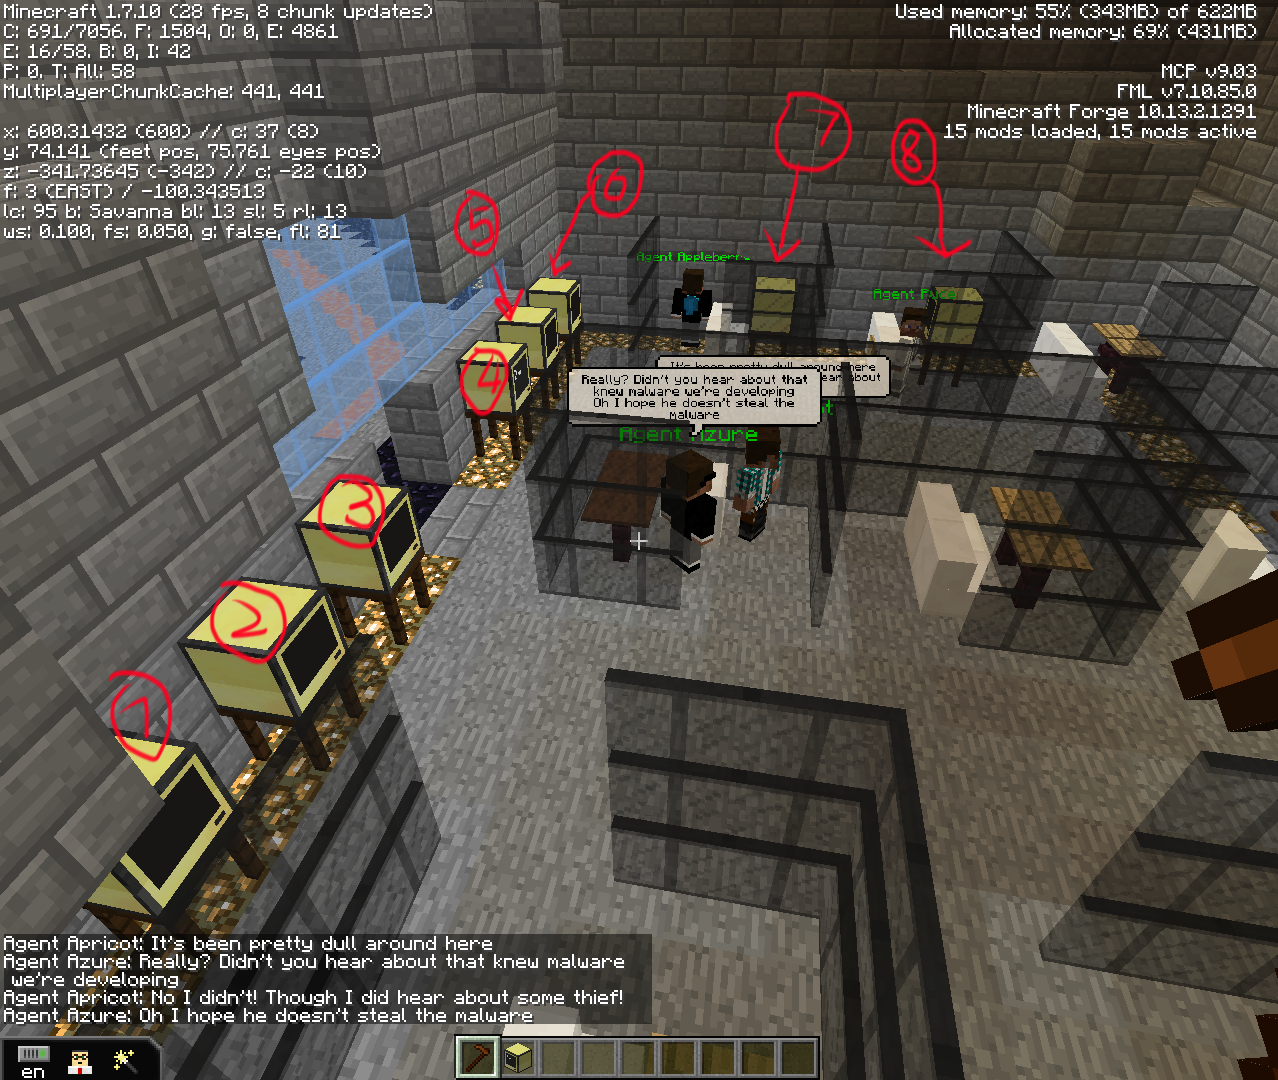 Minecraft 1.7.10 (28 fps, 8 chunk updates)
C: 691/7056. F: 1504, O: 0, E: 4861
E: 16/58. B: 0, I: 42
P: 0. T: All: 58
MultiplayerChunkCache: 441, 441
x: 600.31432 (600) // c: 37 (8)
y: 74.141 (feet pos, 75.761 eyes pos)
z: -341.73645 (-342) // c: -22 (10)
f: 3 (EAST) / -100.343513
lc: 95 b: Savanna bl: 13 sl: 5 rl: 13
ws: 0.100, fs: 0.050, g: false, fl: 81
Used memory: 55% (343MB) of 622MB
Allocated memory: 69% (431MB)
MCP v9.03
FML v7.10.85.0
Minecraft Forge 10.13.2.1291
15 mods loaded, 15 mods active
7
8
6
5
Agent
Agent
4
It's been pretty dull around here
Really? Didn't you hear about that
knew malware we're developing
Oh I hope he doesn't steal the
malware
Agent Azure
3
2
1
Agent Apricot: It's been pretty dull around here
Agent Azure: Really? Didn't you hear about that knew malware
we're developing
Agent Apricot: No I didn't! Though I did hear about some thief!
Agent Azure: Oh I hope he doesn't steal the malware
en